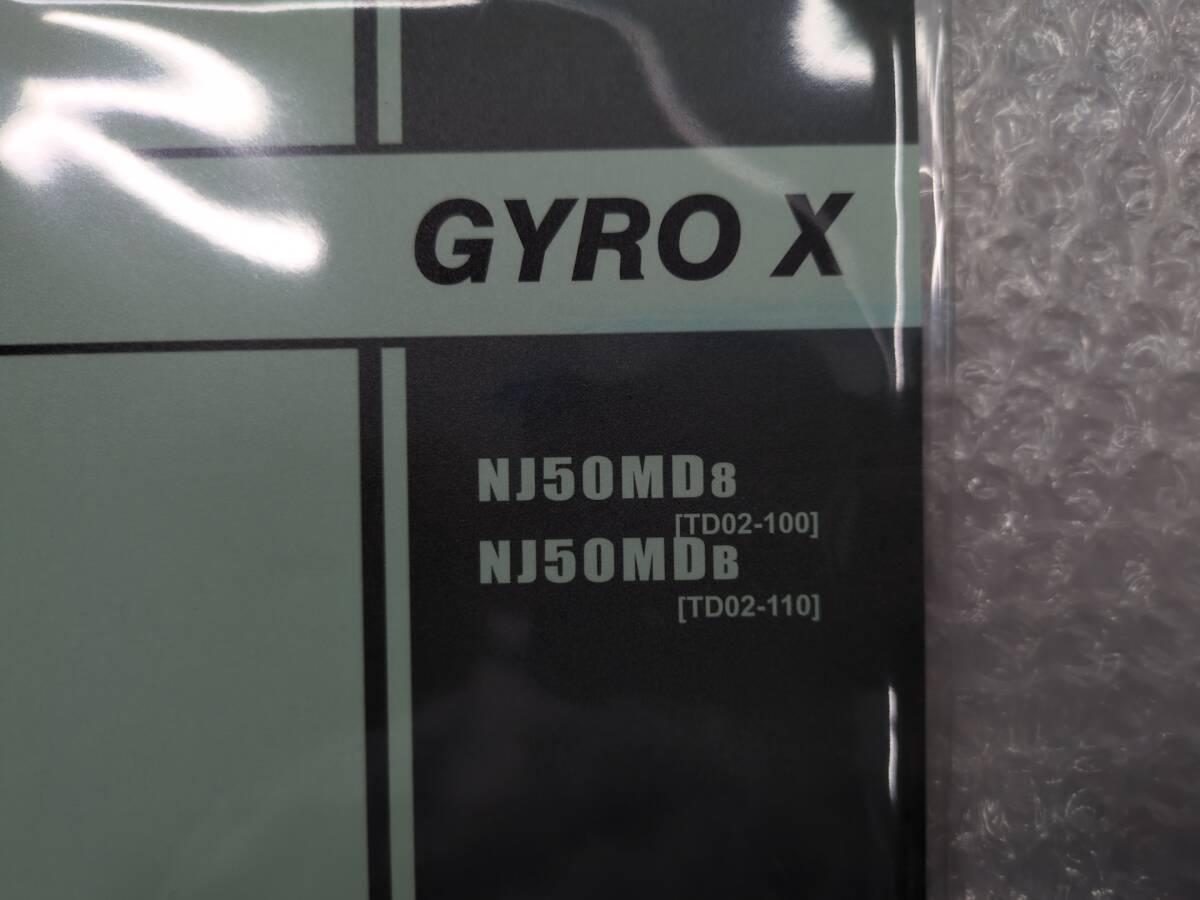 GYRO X
NJ50MD8
[TD02-100]
NJ50MDB
[TD02-110]